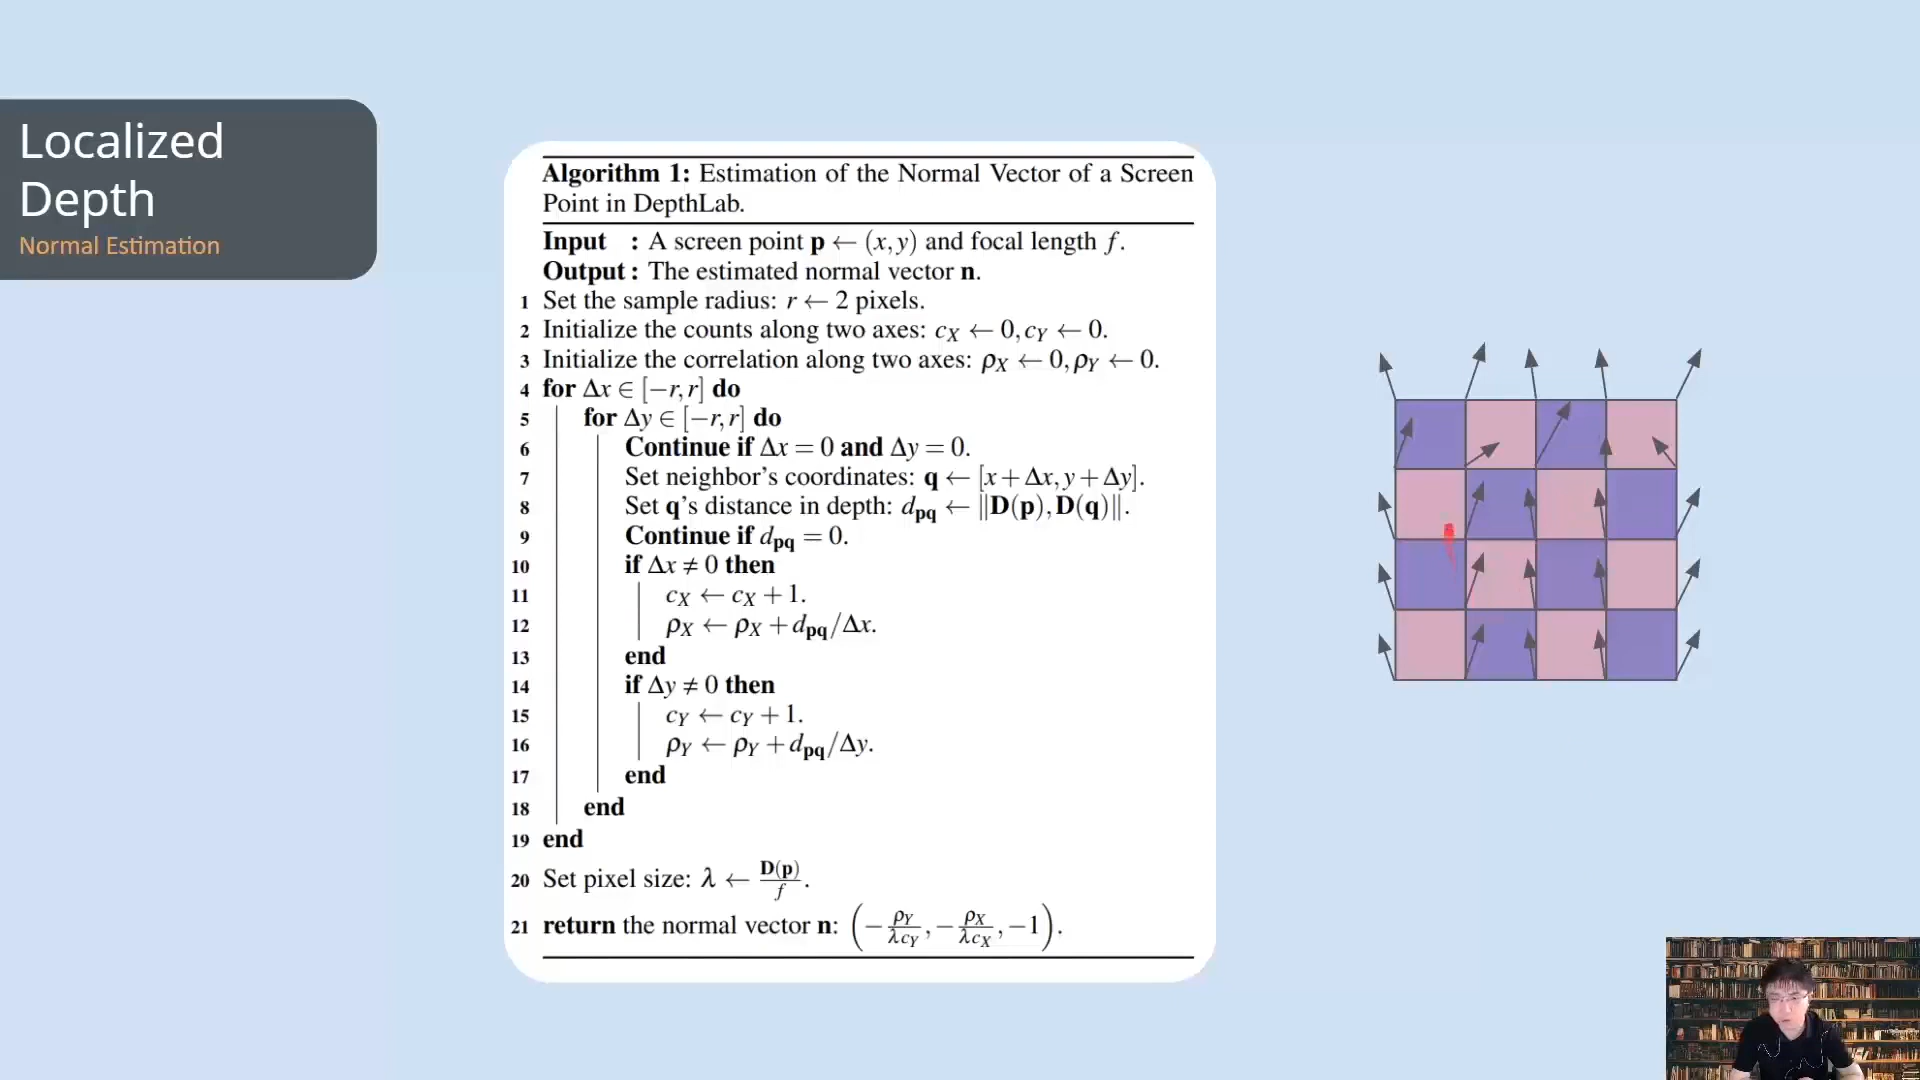 Localized
Depth
Normal Estimation
Algorithm 1: Estimation of the Normal Vector of a Screen
Point in DepthLab.
Input : A screen point p ← (x, y) and focal length f.
Output : The estimated normal vector n.
1 Set the sample radius: r ← 2 pixels.
2 Initialize the counts along two axes: c_X ← 0, c_Y ← 0.
3 Initialize the correlation along two axes: ρ_X ← 0, ρ_Y ← 0.
4 for Δx ∈ [−r, r] do
5 for Δy ∈ [−r, r] do
6 Continue if Δx = 0 and Δy = 0.
7 Set neighbor's coordinates: q ← [x + Δx, y + Δy].
8 Set q's distance in depth: d_pq ← ‖D(p), D(q)‖.
9 Continue if d_pq = 0.
10 if Δx ≠ 0 then
11 c_X ← c_X + 1.
12 ρ_X ← ρ_X + d_pq/Δx.
13 end
14 if Δy ≠ 0 then
15 c_Y ← c_Y + 1.
16 ρ_Y ← ρ_Y + d_pq/Δy.
17 end
18 end
19 end
20 Set pixel size: λ ← D(p)/f.
21 return the normal vector n: (−ρ_Y/λc_Y, −ρ_X/λc_X, −1).